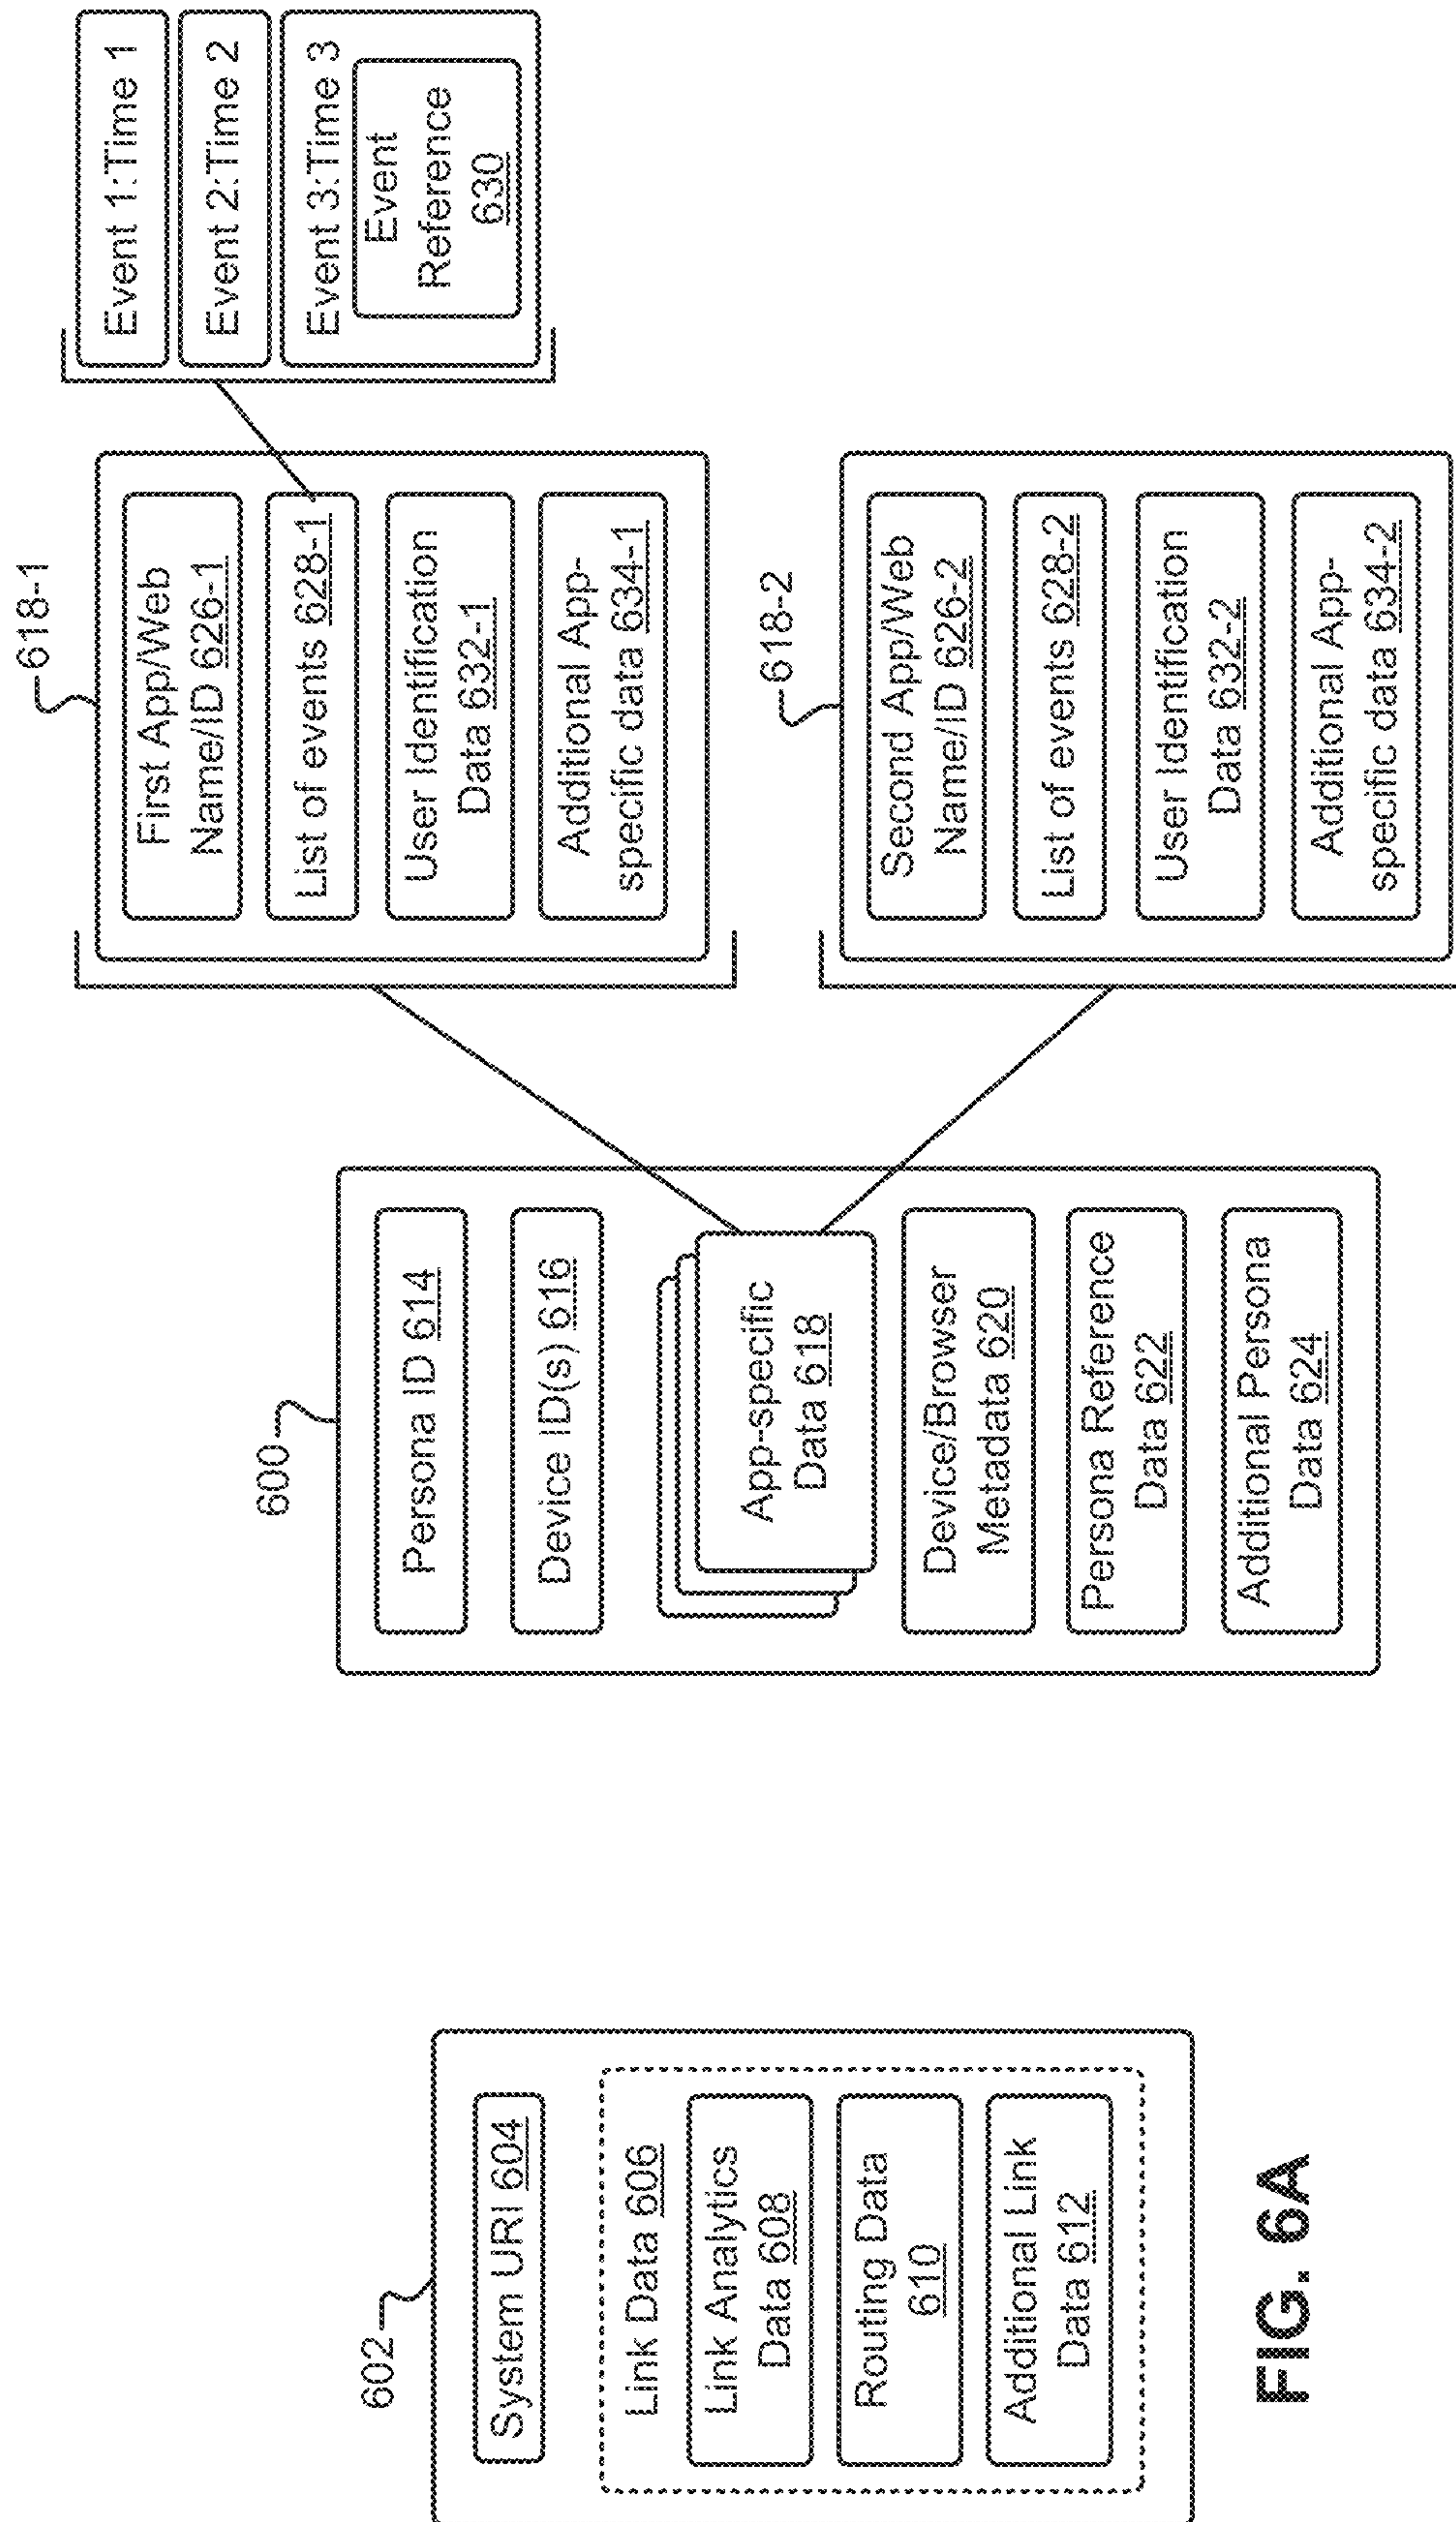 602
System URI 604
Link Data 606
Link Analytics
Data 608
Routing Data
610
Additional Link
Data 612
600
Persona ID 614
Device ID(s) 616
App-specific
Data 618
Device/Browser
Metadata 620
Persona Reference
Data 622
Additional Persona
Data 624
618-1
First App/Web
Name/ID 626-1
List of events 628-1
User Identification
Data 632-1
Additional App-
specific data 634-1
618-2
Second App/Web
Name/ID 626-2
List of events 628-2
User Identification
Data 632-2
Additional App-
specific data 634-2
Event 1:Time 1
Event 2:Time 2
Event 3:Time 3
Event
Reference
630
FIG. 6A